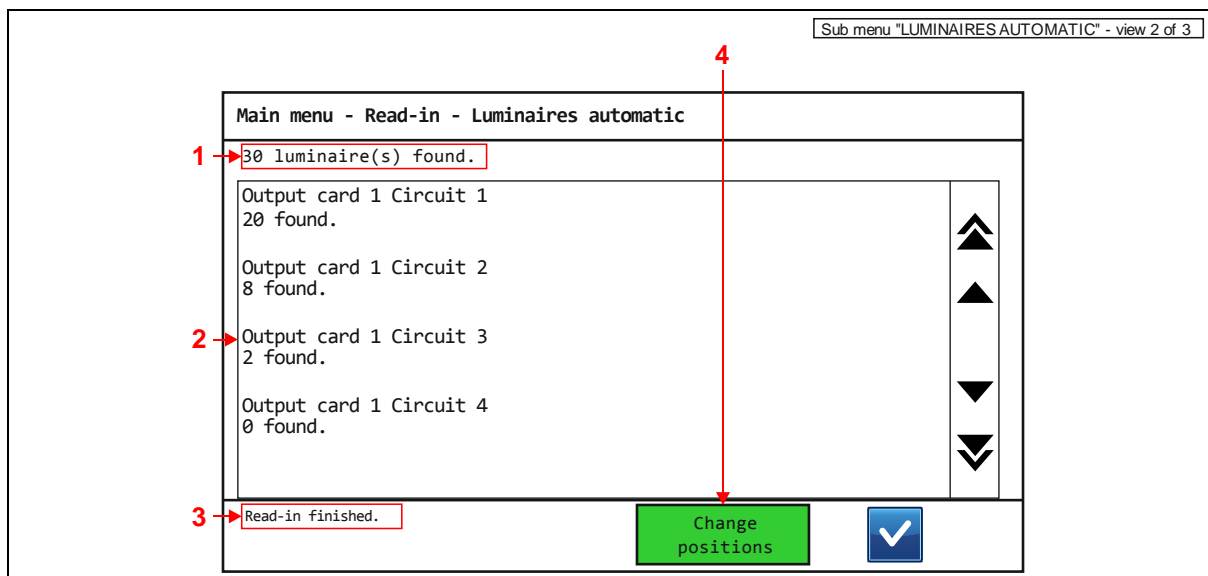 Sub menu "LUMINAIRES AUTOMATIC" - view 2 of 3
4
Main menu - Read-in - Luminaires automatic
1
30 luminaire(s) found.
Output card 1 Circuit 1
20 found.
Output card 1 Circuit 2
8 found.
2
Output card 1 Circuit 3
2 found.
Output card 1 Circuit 4
0 found.
3
Read-in finished.
Change
positions